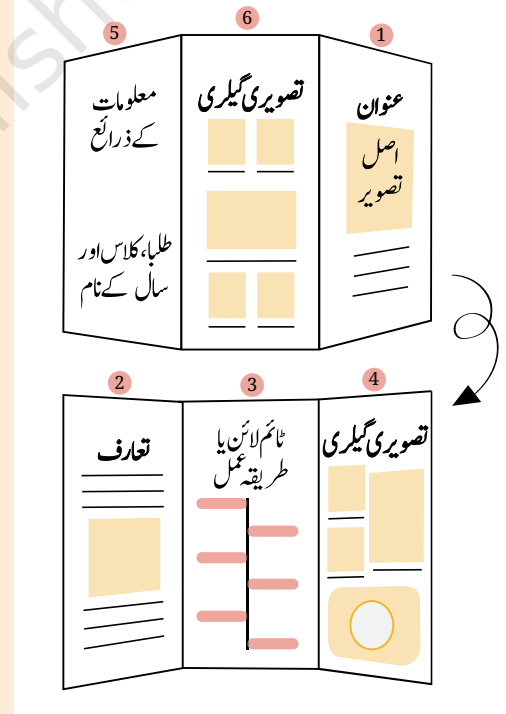 6
5
1
عنوان
اصل
تصویر
تصویری گیلری
معلومات
کے ذرائع
طلبا، کلاس اور
سال کے نام
4
3
2
تصویری گیلری
ٹائم لائن یا
طریقہ عمل
تعارف